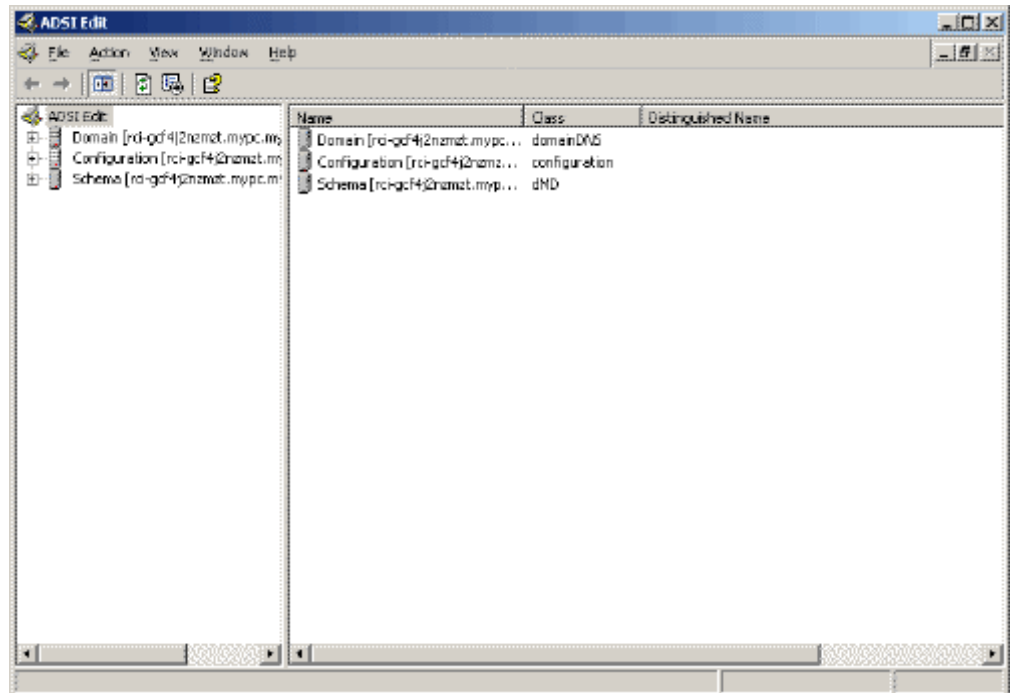 ADSI Edit
File Action View Window Help
ADSI Edit
Domain [rci-gcf4j2nzmzt.mypc.my
Configuration [rci-gcf4j2nzmzt.my
Schema [rci-gcf4j2nzmzt.mypc.m
Name Class Distinguished Name
Domain [rci-gcf4j2nzmzt.mypc... domainDNS
Configuration [rci-gcf4j2nzmz... configuration
Schema [rci-gcf4j2nzmzt.myp... dMD